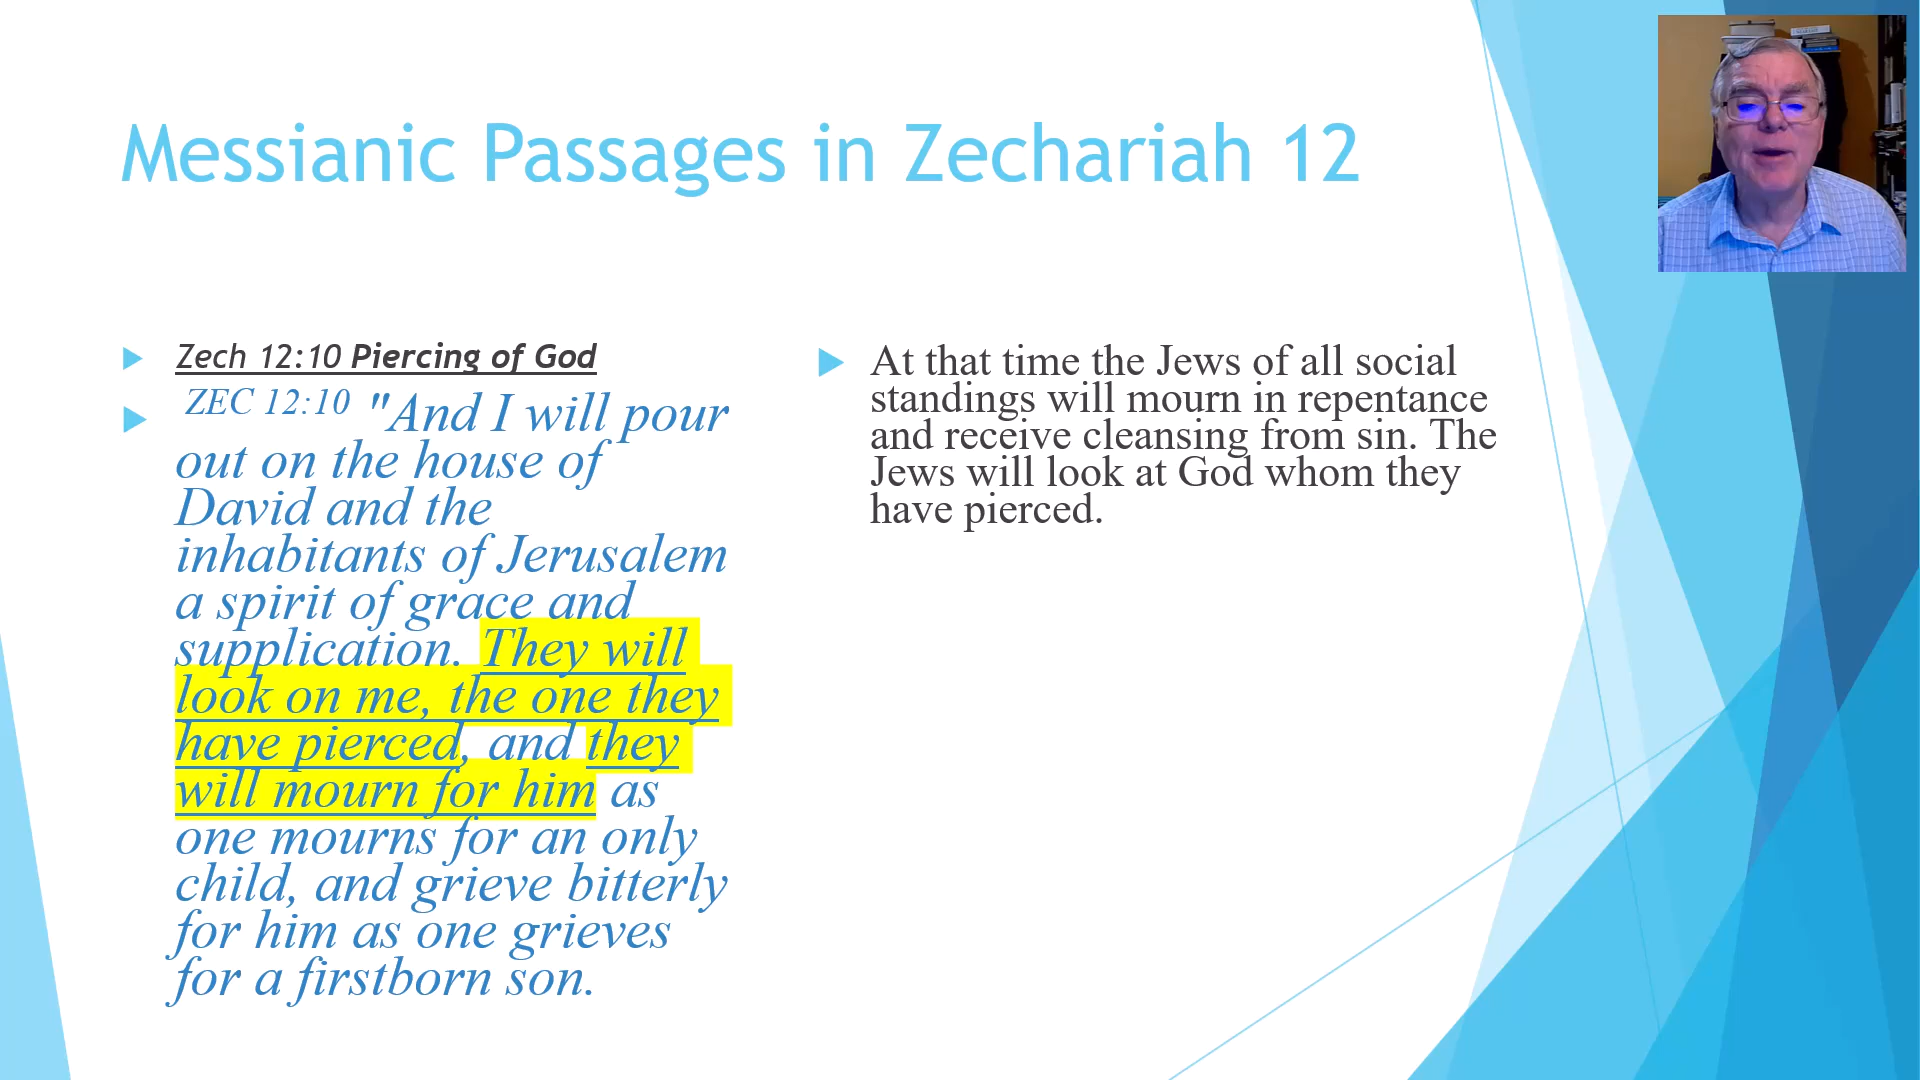 Messianic Passages in Zechariah 12
Zech 12:10 Piercing of God
ZEC 12:10 "And I will pour
out on the house of
David and the
inhabitants of Jerusalem
a spirit of grace and
supplication. They will
look on me, the one they
have pierced, and they
will mourn for him as
one mourns for an only
child, and grieve bitterly
for him as one grieves
for a firstborn son.
At that time the Jews of all social
standings will mourn in repentance
and receive cleansing from sin. The
Jews will look at God whom they
have pierced.